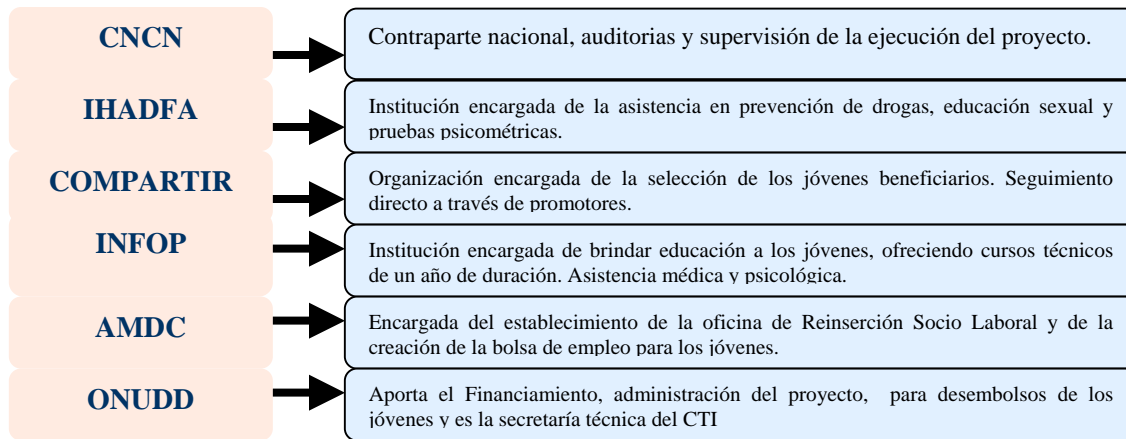 CNCN
Contraparte nacional, auditorias y supervisión de la ejecución del proyecto.
IHADFA
Institución encargada de la asistencia en prevención de drogas, educación sexual y
pruebas psicométricas.
COMPARTIR
Organización encargada de la selección de los jóvenes beneficiarios. Seguimiento
directo a través de promotores.
INFOP
Institución encargada de brindar educación a los jóvenes, ofreciendo cursos técnicos
de un año de duración. Asistencia médica y psicológica.
AMDC
Encargada del establecimiento de la oficina de Reinserción Socio Laboral y de la
creación de la bolsa de empleo para los jóvenes.
ONUDD
Aporta el Financiamiento, administración del proyecto, para desembolsos de los
jóvenes y es la secretaría técnica del CTI